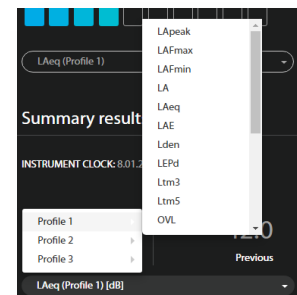 LApeak
LAFmax
LAFmin
LAeq (Profile 1)
LA
LAeq
LAE
Summary result
Lden
LEPd
INSTRUMENT CLOCK: 8.01.2
Ltm3
Ltm5
OVL
Profile 1
Profile 2
Profile 3
Previous
LAeq (Profile 1) [dB]